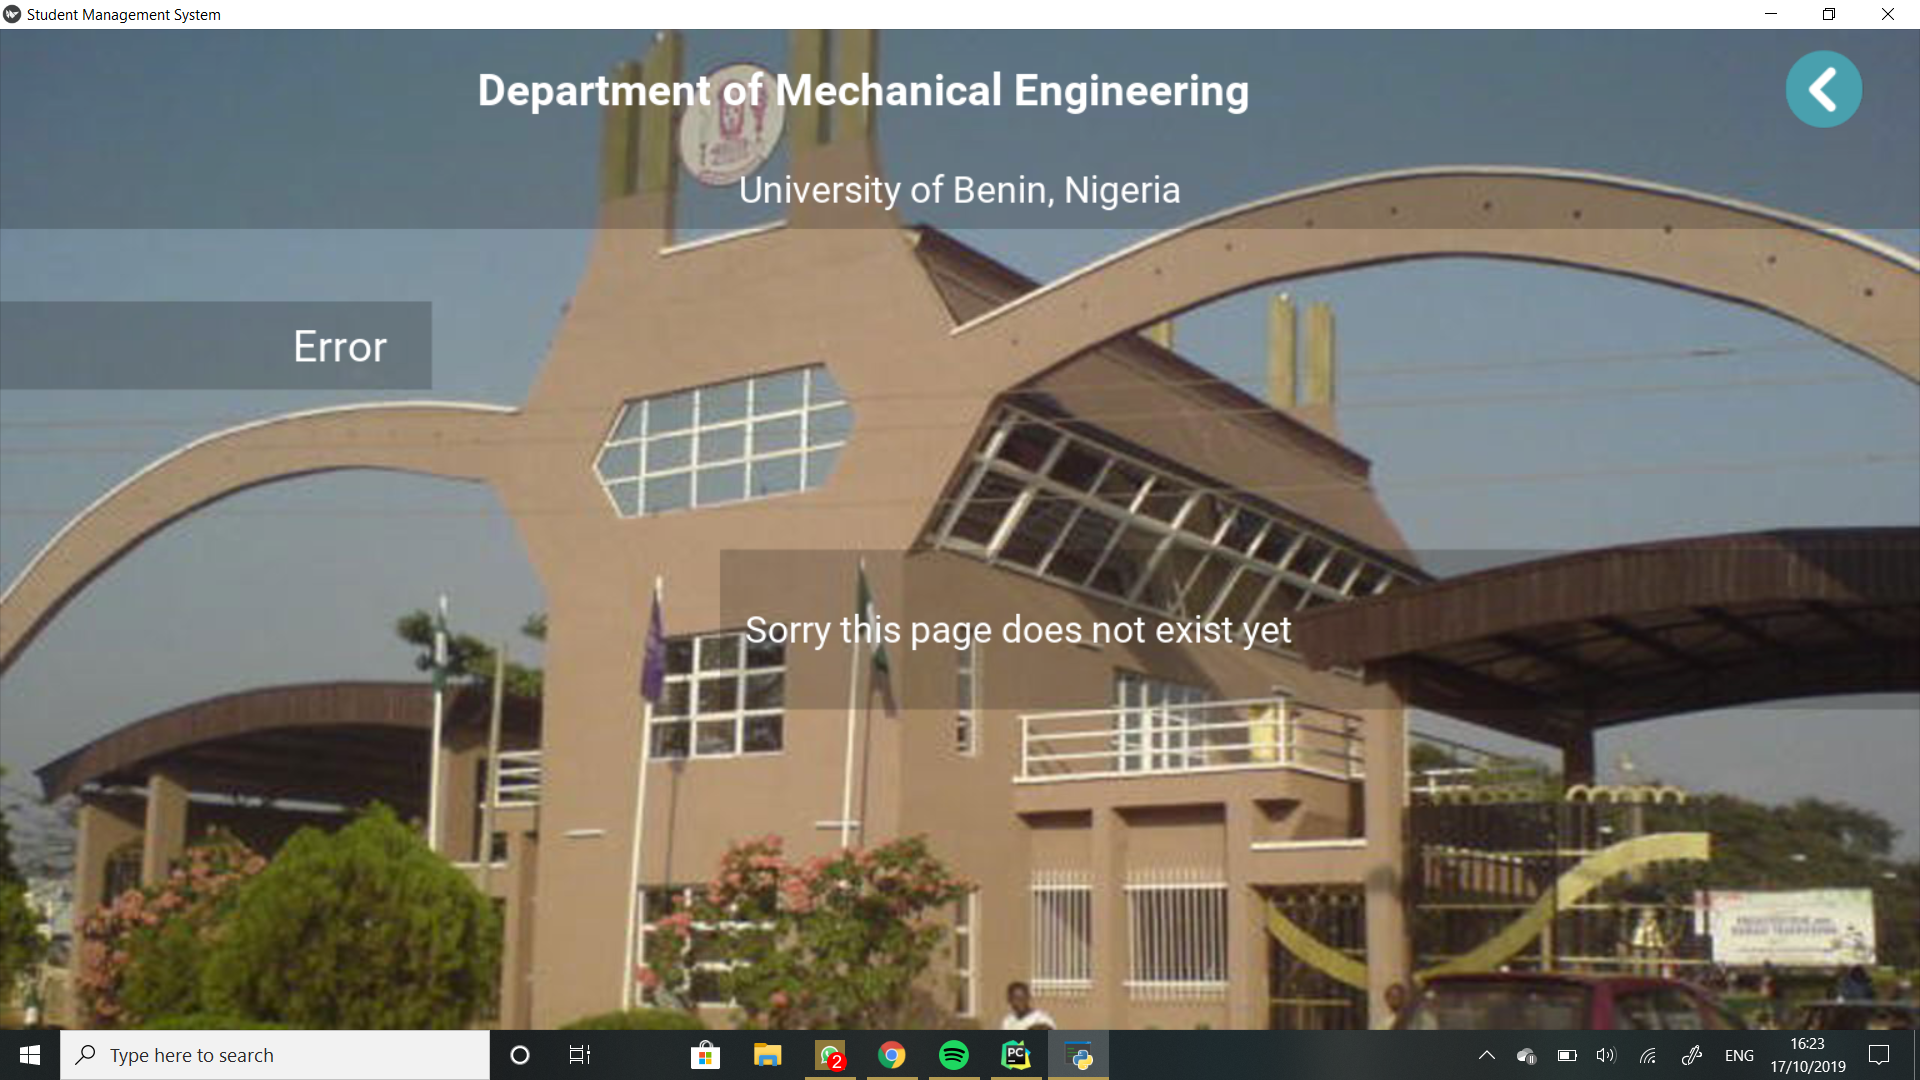 Student Management System
Department of Mechanical Engineering
University of Benin, Nigeria
Error
Sorry this page does not exist yet
Type here to search
2
PC
ENG
16:23
17/10/2019